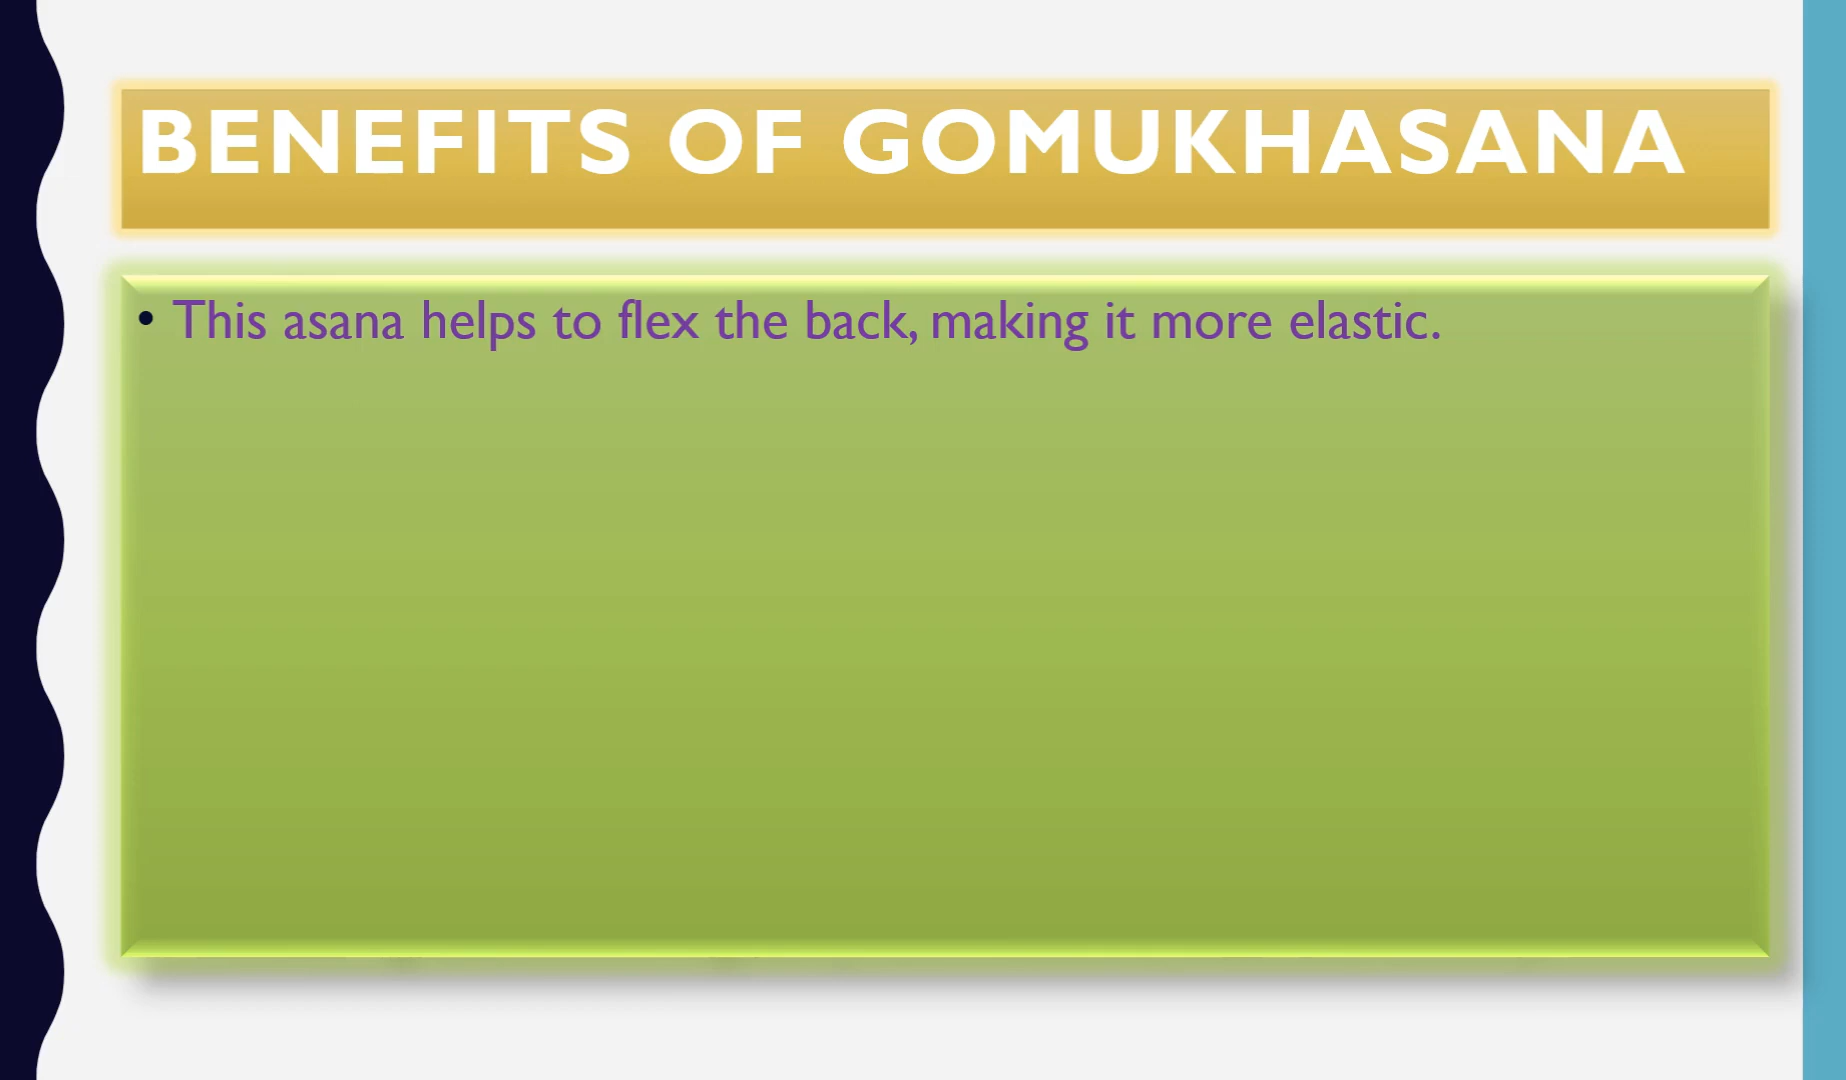 BENEFITS OF GOMUKHASANA
• This asana helps to flex the back, making it more elastic.